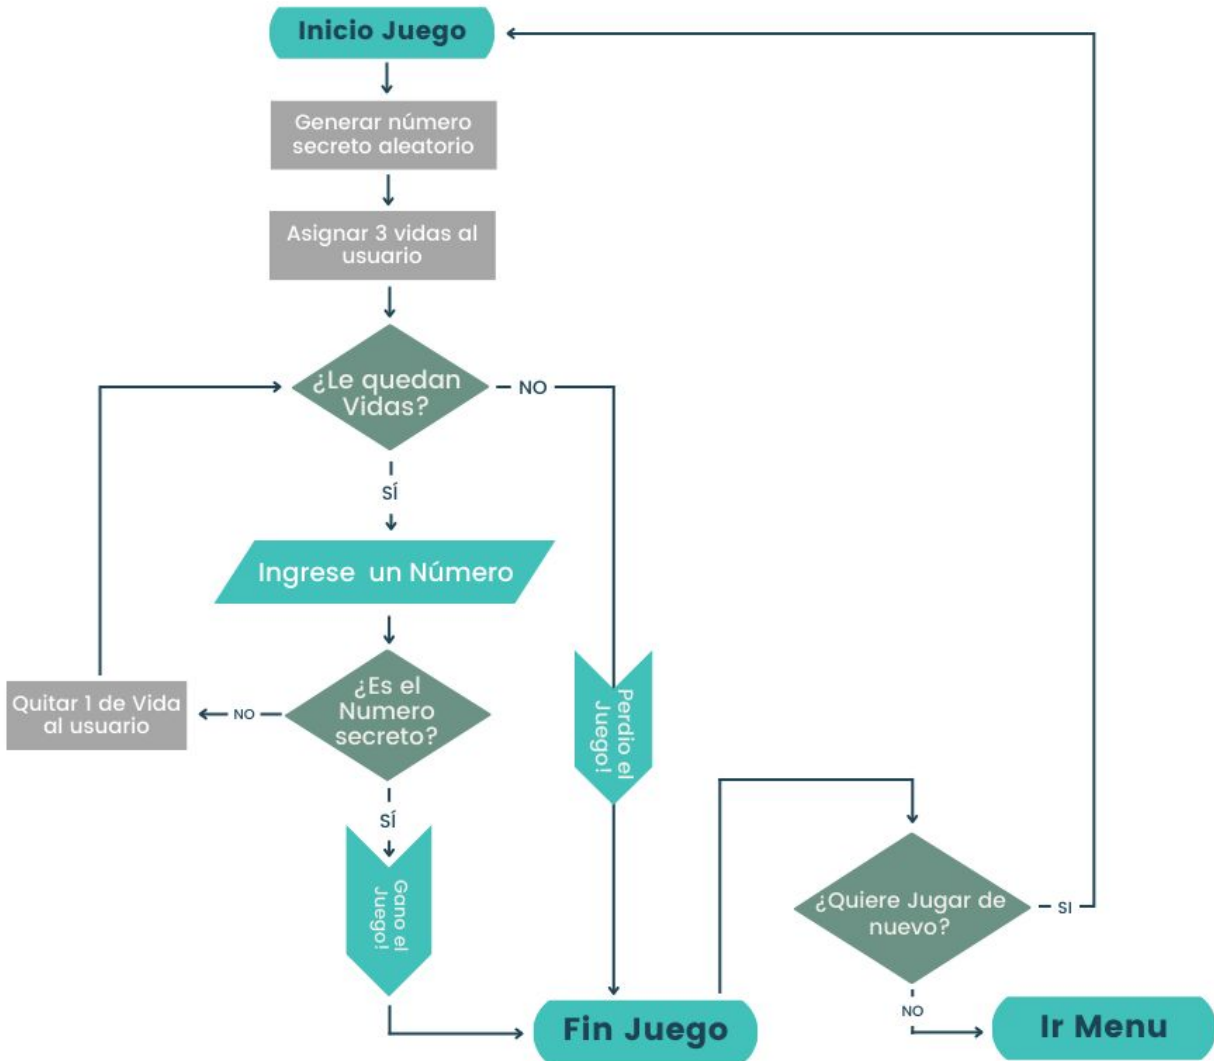 Inicio Juego
Generar número
secreto aleatorio
Asignar 3 vidas al
usuario
¿Le quedan
Vidas?
NO
SÍ
Ingrese un Número
¿Es el
Numero
secreto?
NO
Quitar 1 de Vida
al usuario
SÍ
Gano el
Juego!
Perdio el
Juego!
Fin Juego
¿Quiere Jugar de
nuevo?
SI
NO
Ir Menu